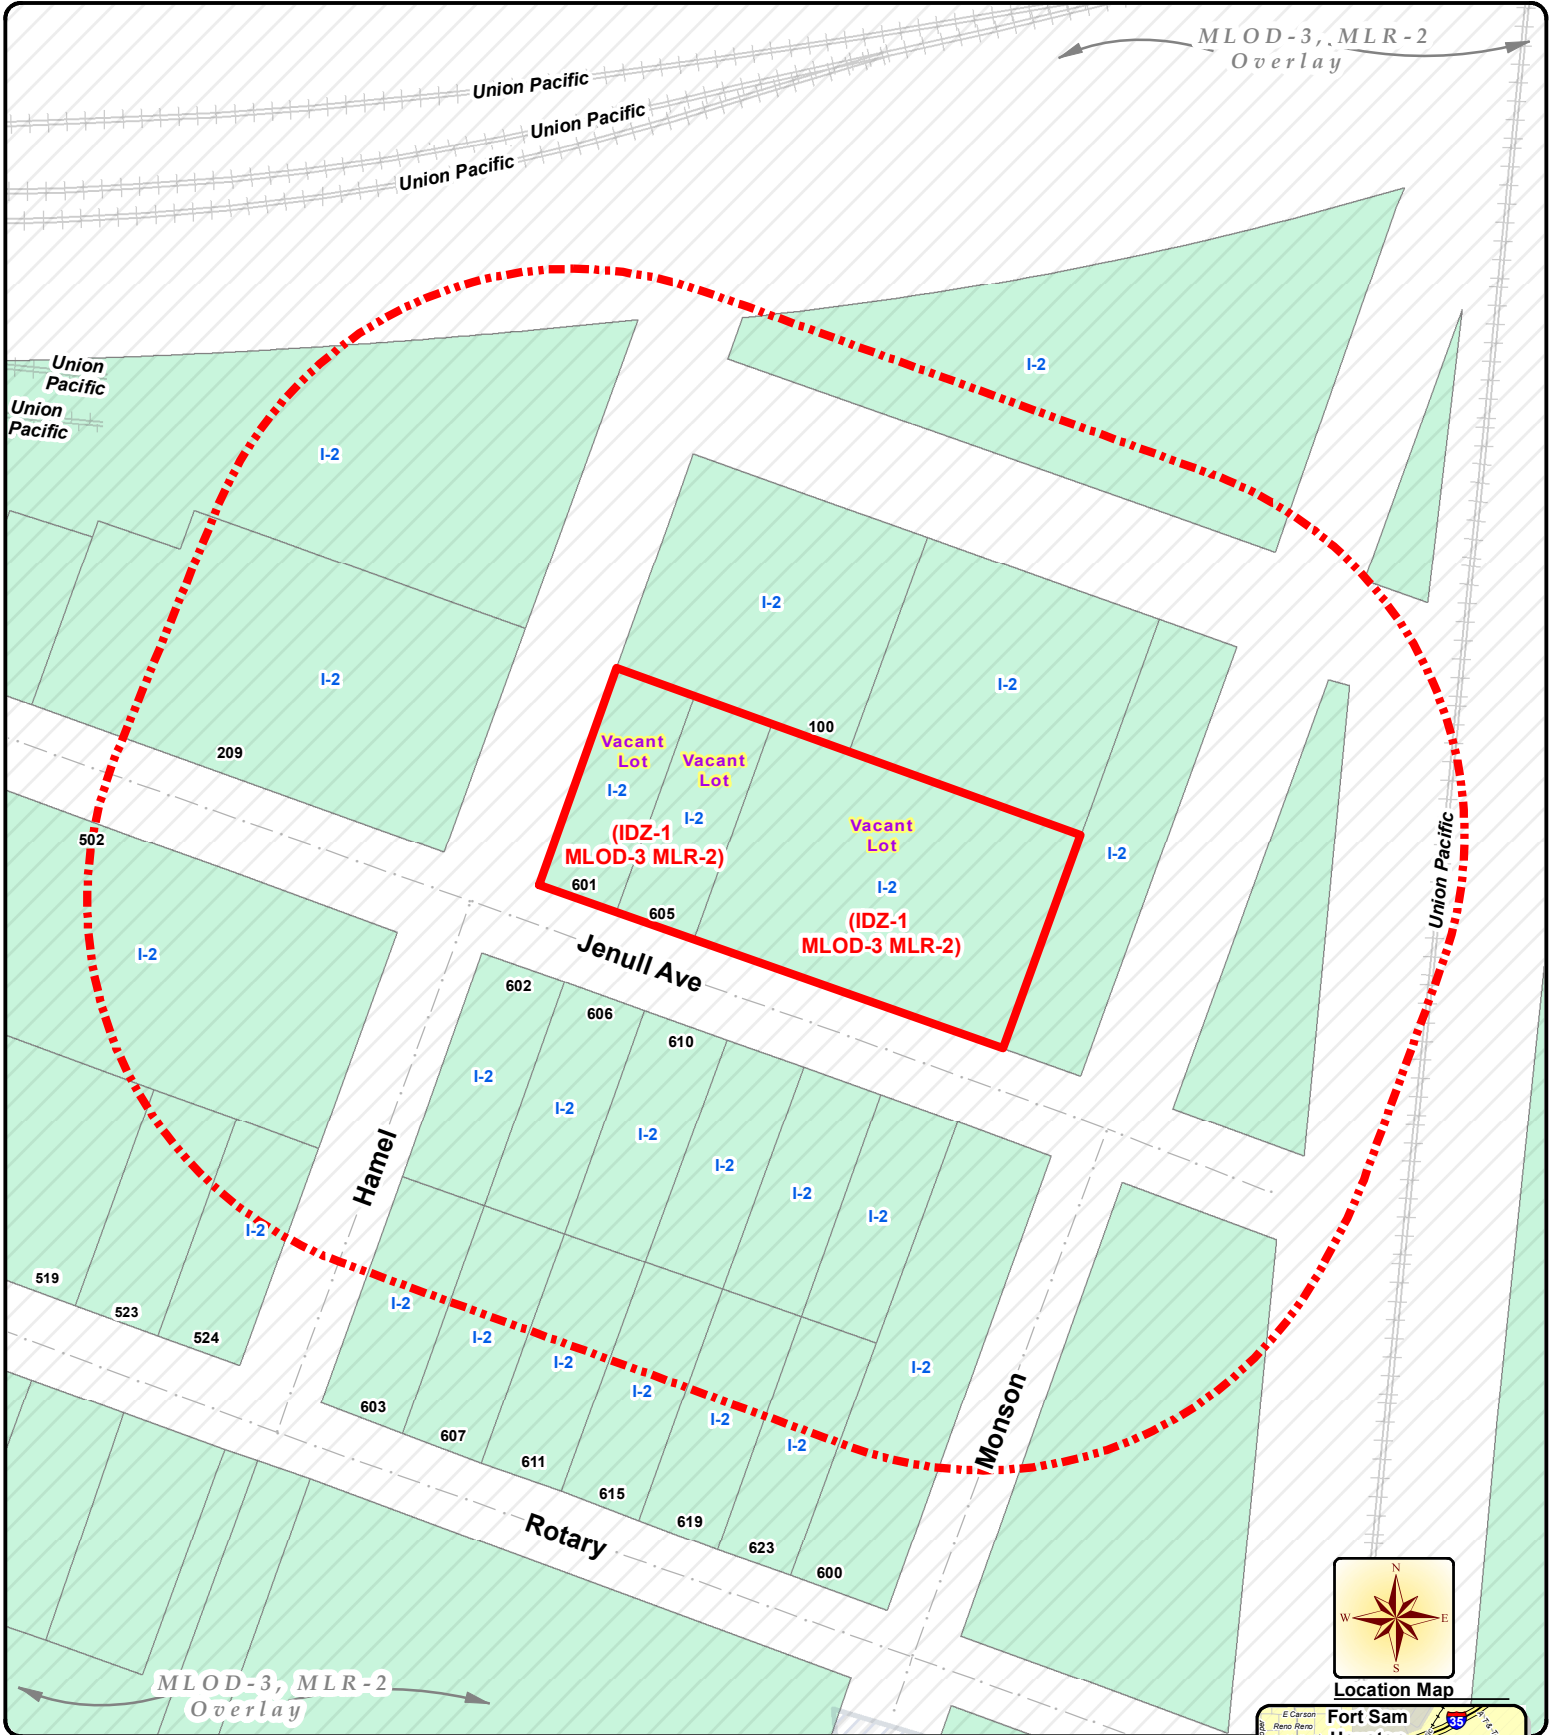 MLOD-3, MLR-2
Overlay
Union Pacific
Union Pacific
Union Pacific
Union
Pacific
Union
Pacific
I-2
I-2
I-2
I-2
I-2
100
209
Vacant
Lot
Vacant
Lot
Vacant
Lot
I-2
I-2
I-2
I-2
(IDZ-1
MLOD-3 MLR-2)
(IDZ-1
MLOD-3 MLR-2)
601
605
502
I-2
Union Pacific
Jenull Ave
602
606
610
I-2
I-2
I-2
I-2
I-2
I-2
Hamel
I-2
519
523
524
I-2
I-2
I-2
I-2
I-2
I-2
I-2
Monson
603
607
611
615
619
623
600
Rotary
MLOD-3, MLR-2
Overlay
N
W
E
S
Location Map
E Carson
Reno Reno
Fort Sam
35